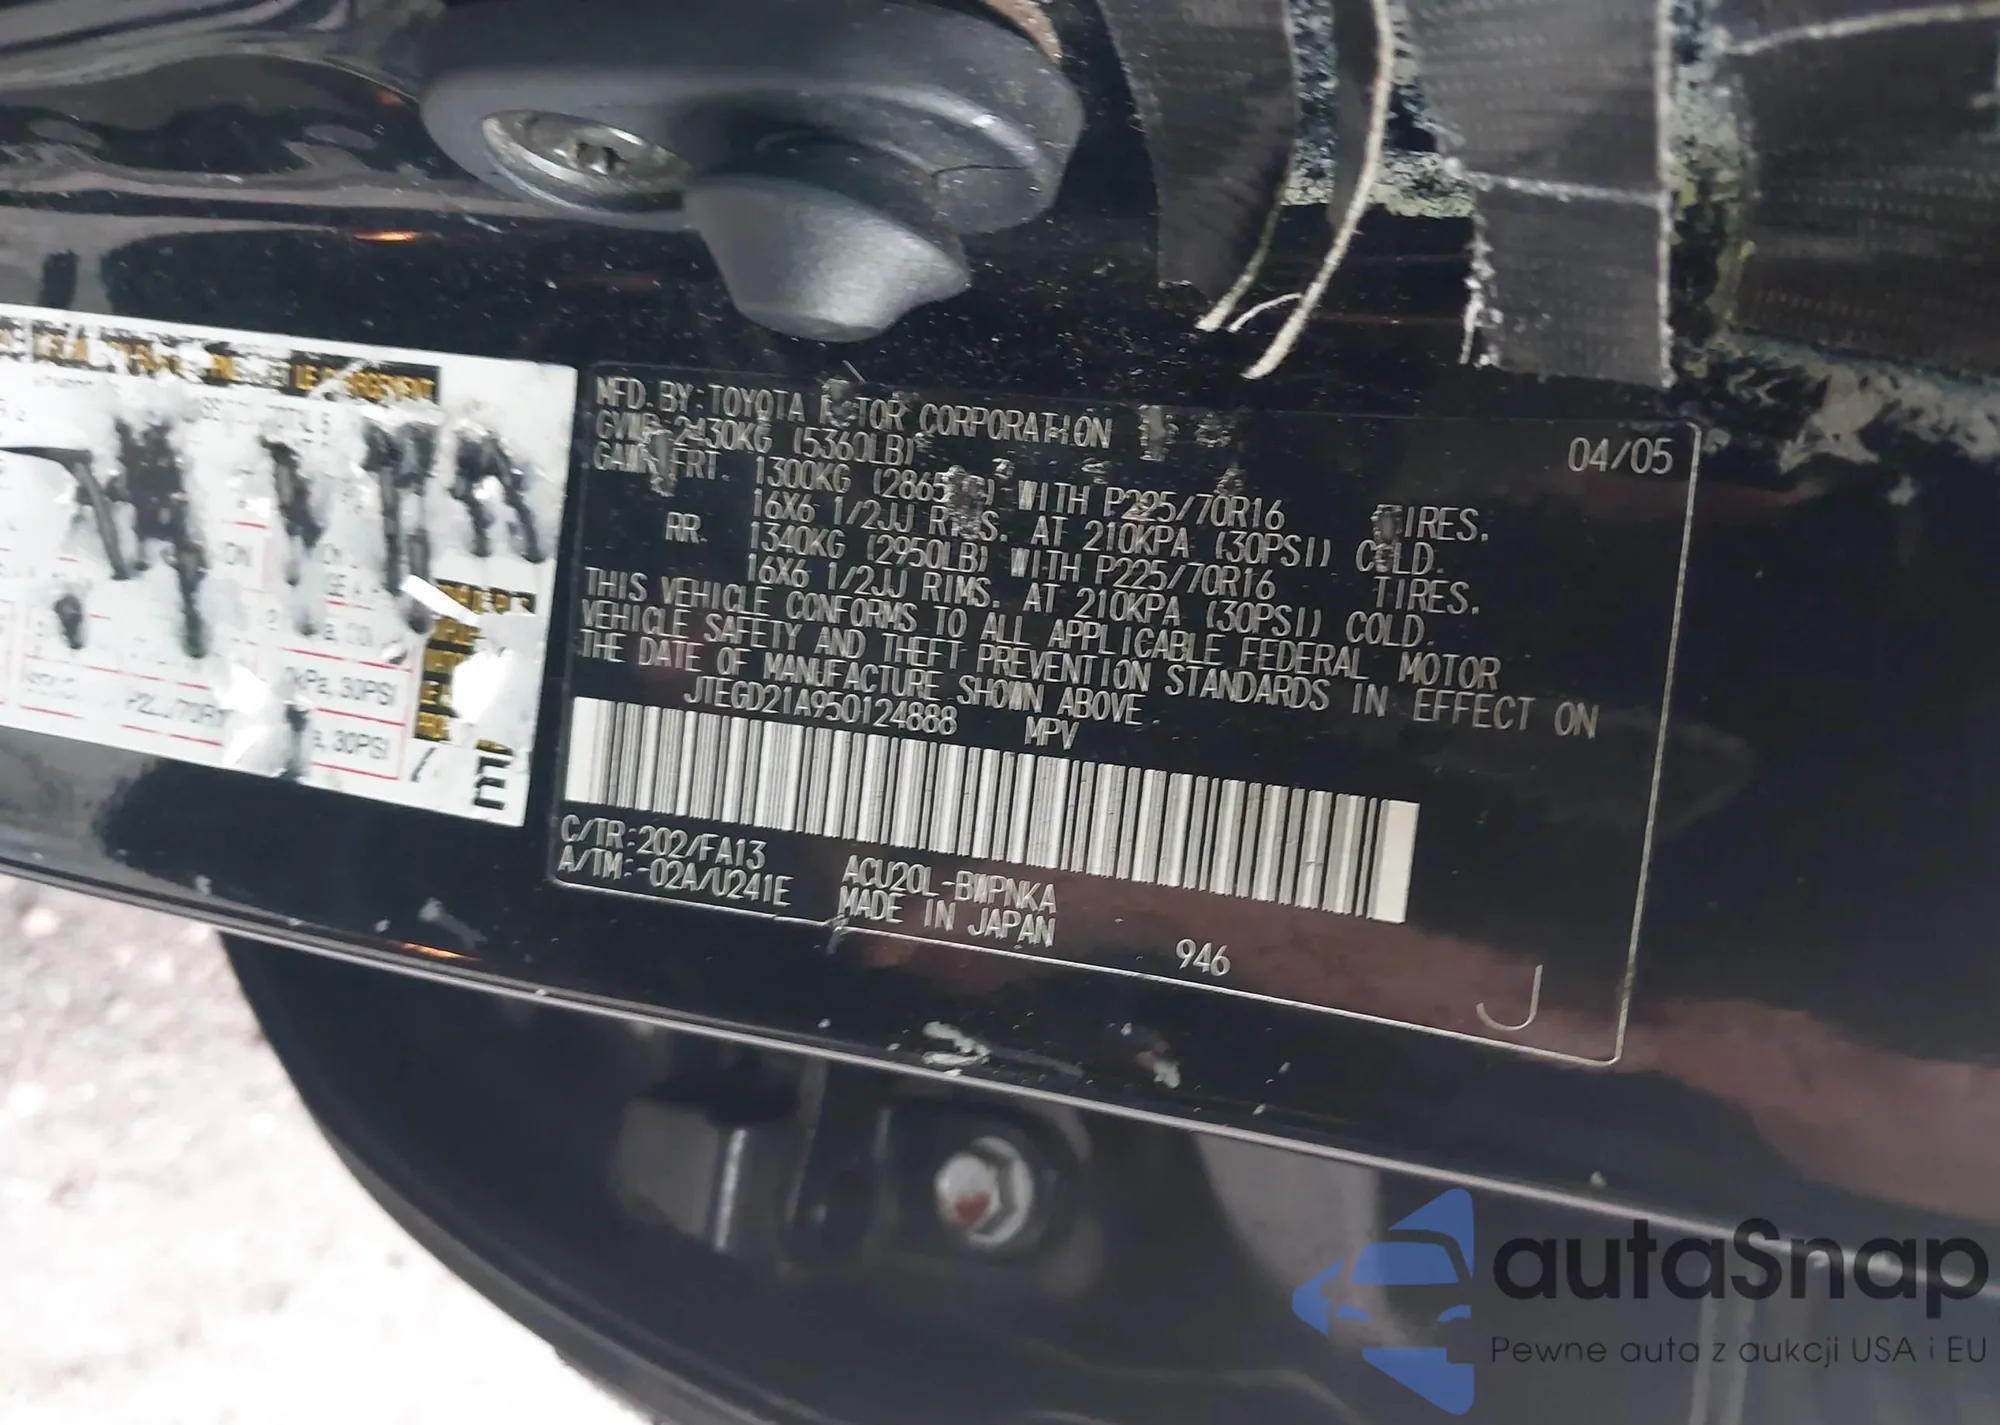 MFD. BY: TOYOTA MOTOR CORPORATION 04/05
GVWR 2430KG (5360LB)
GAWR FRT. 1300KG (2865LB) WITH P225/70R16 TIRES,
16X6 1/2JJ RIMS. AT 210KPA (30PSI) COLD.
RR. 1340KG (2950LB) WITH P225/70R16 TIRES,
16X6 1/2JJ RIMS. AT 210KPA (30PSI) COLD.
THIS VEHICLE CONFORMS TO ALL APPLICABLE FEDERAL MOTOR
VEHICLE SAFETY AND THEFT PREVENTION STANDARDS IN EFFECT ON
THE DATE OF MANUFACTURE SHOWN ABOVE.
JTEGD21A950124888 MPV
C/TR:202/FA13 ACU20L-BWPNKA
A/TM:-02A/U241E MADE IN JAPAN
946 J
kPa, 30PSI
30PSI
autaSnap
Pewne auta z aukcji USA i EU